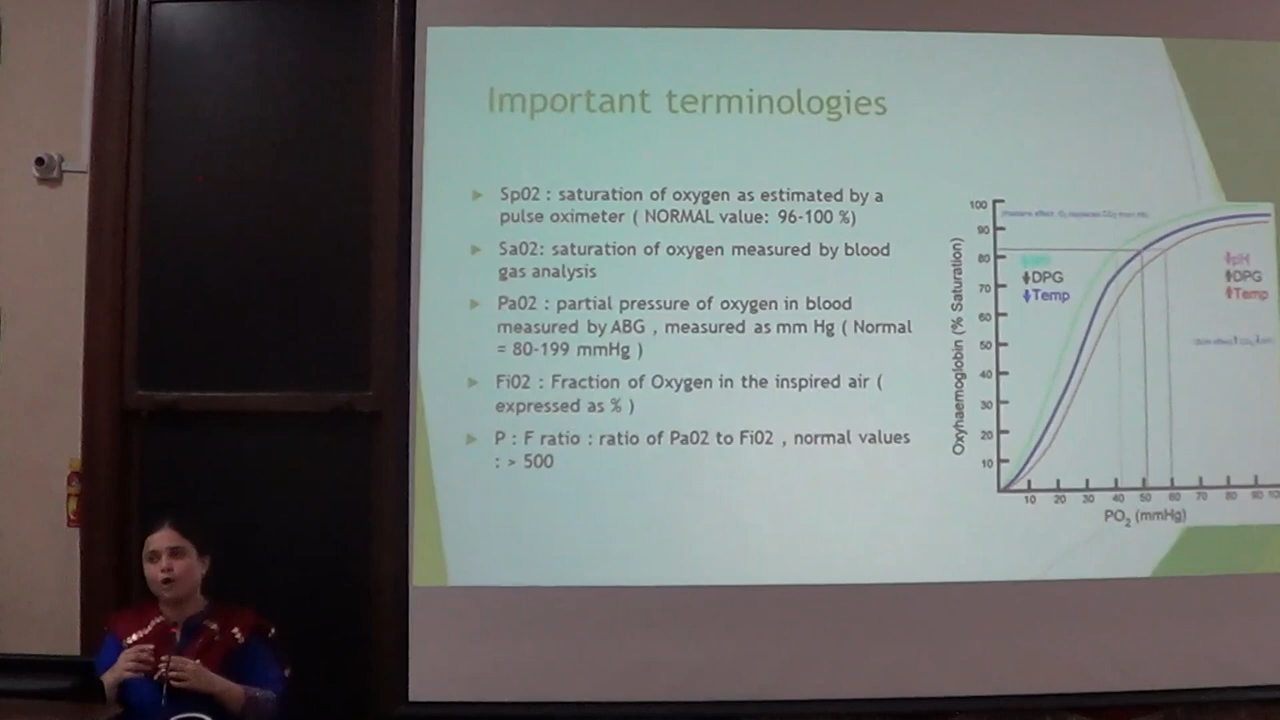 Important terminologies
Sp02 : saturation of oxygen as estimated by a
pulse oximeter ( NORMAL value: 96-100 %)
Sa02: saturation of oxygen measured by blood
gas analysis
Pa02 : partial pressure of oxygen in blood
measured by ABG , measured as mm Hg ( Normal
= 80-199 mmHg )
Fi02 : Fraction of Oxygen in the inspired air (
expressed as % )
P : F ratio : ratio of Pa02 to Fi02 , normal values
: > 500
Oxyhaemoglobin (% Saturation)
100
90
80
70
60
50
40
30
20
10
↓DPG
↓Temp
pH
DPG
Temp
10 20 30 40 50 60 70 80 90
PO₂ (mmHg)